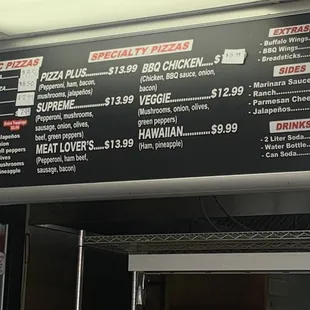 PIZZAS
SPECIALTY PIZZAS
PIZZA PLUS $13.99
(Pepperoni, ham, bacon,
mushrooms, jalapeños)
SUPREME $13.99
(Pepperoni, mushrooms,
sausage, onion, olives,
beef, green peppers)
MEAT LOVER'S $13.99
(Pepperoni, ham beef,
sausage, bacon)
BBQ CHICKEN
(Chicken, BBQ sauce, onion,
bacon)
VEGGIE $12.99
(Mushrooms, onion, olives,
green peppers)
HAWAIIAN $9.99
(Ham, pineapple)
EXTRAS
- Buffalo Wings
- BBQ Wings
- Breadsticks
SIDES
- Marinara Sauce
- Ranch
- Parmesan Cheese
- Jalapeños
DRINKS
- 2 Liter Soda
- Water Bottle
- Can Soda